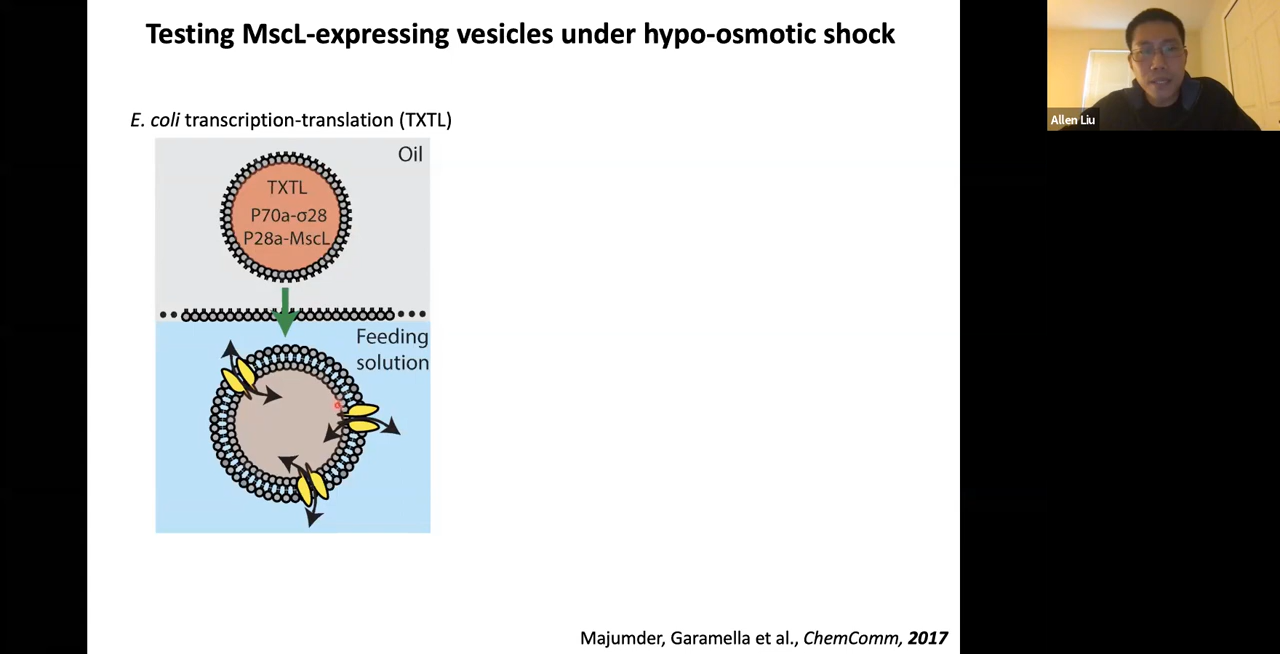 Testing MscL-expressing vesicles under hypo-osmotic shock
Allen Liu
E. coli transcription-translation (TXTL)
Oil
TXTL
P70a-σ28
P28a-MscL
Feeding
solution
Majumder, Garamella et al., ChemComm, 2017